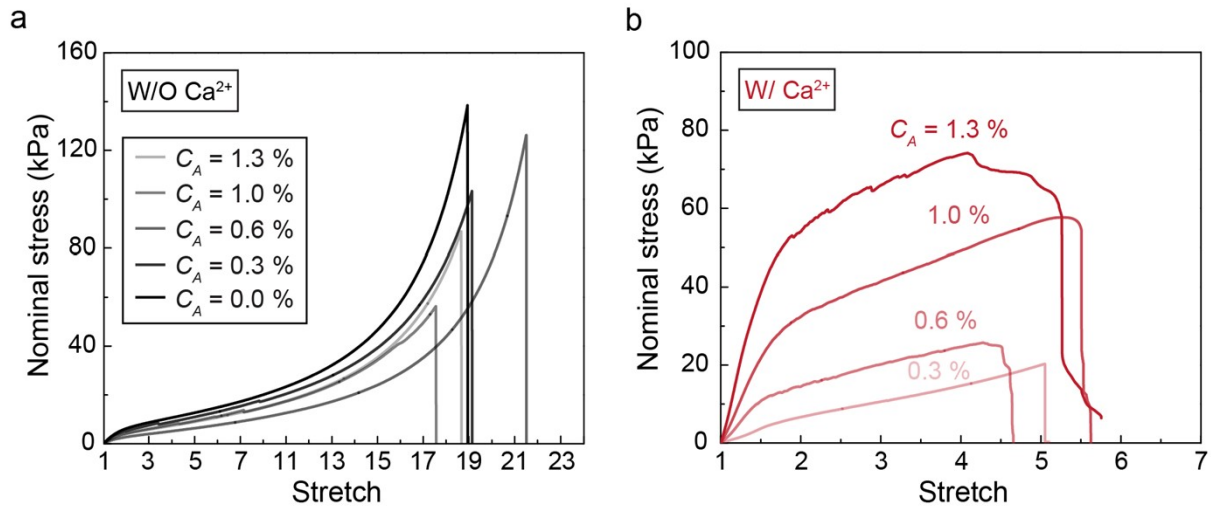 a
160
120
80
40
0
Nominal stress (kPa)
W/O Ca²⁺
C_A = 1.3 %
C_A = 1.0 %
C_A = 0.6 %
C_A = 0.3 %
C_A = 0.0 %
1 3 5 7 11 13 15 17 19 21 23
Stretch
b
100
80
60
40
20
0
Nominal stress (kPa)
W/ Ca²⁺
C_A = 1.3 %
1.0 %
0.6 %
0.3 %
1 2 3 4 5 6 7
Stretch